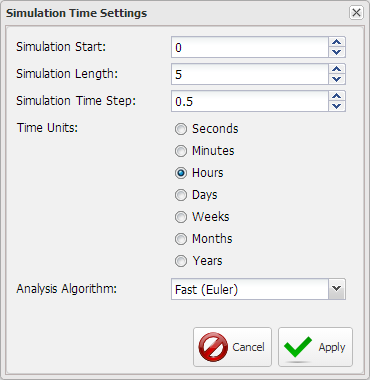 Simulation Time Settings
Simulation Start: 0
Simulation Length: 5
Simulation Time Step: 0.5
Time Units: Seconds
Minutes
Hours
Days
Weeks
Months
Years
Analysis Algorithm: Fast (Euler)
Cancel Apply